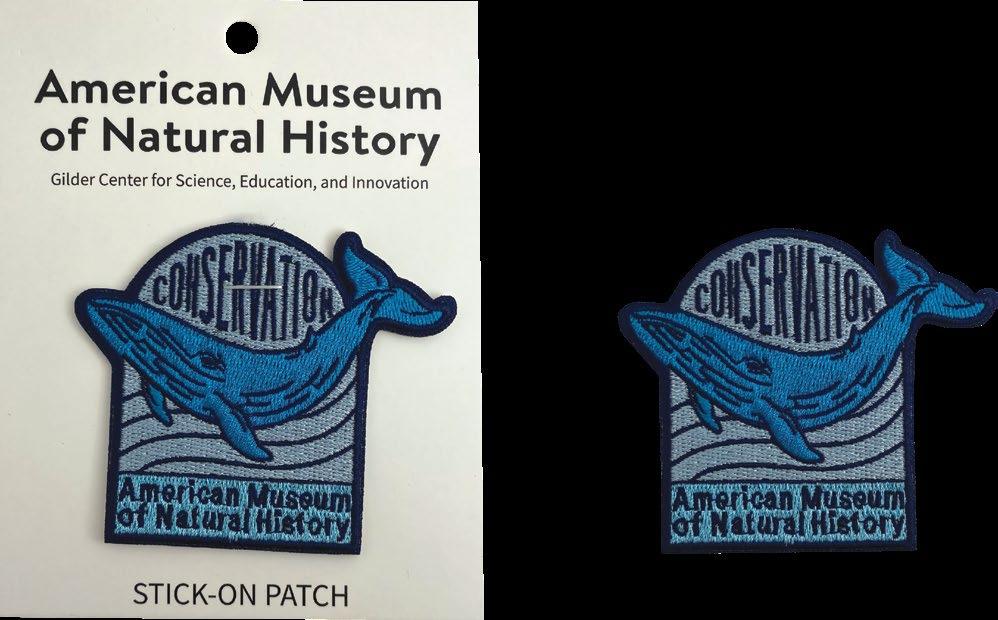 American Museum
of Natural History
Gilder Center for Science, Education, and Innovation
CONSERVATION
American Museum
of Natural History
STICK-ON PATCH
CONSERVATION
American Museum
of Natural History